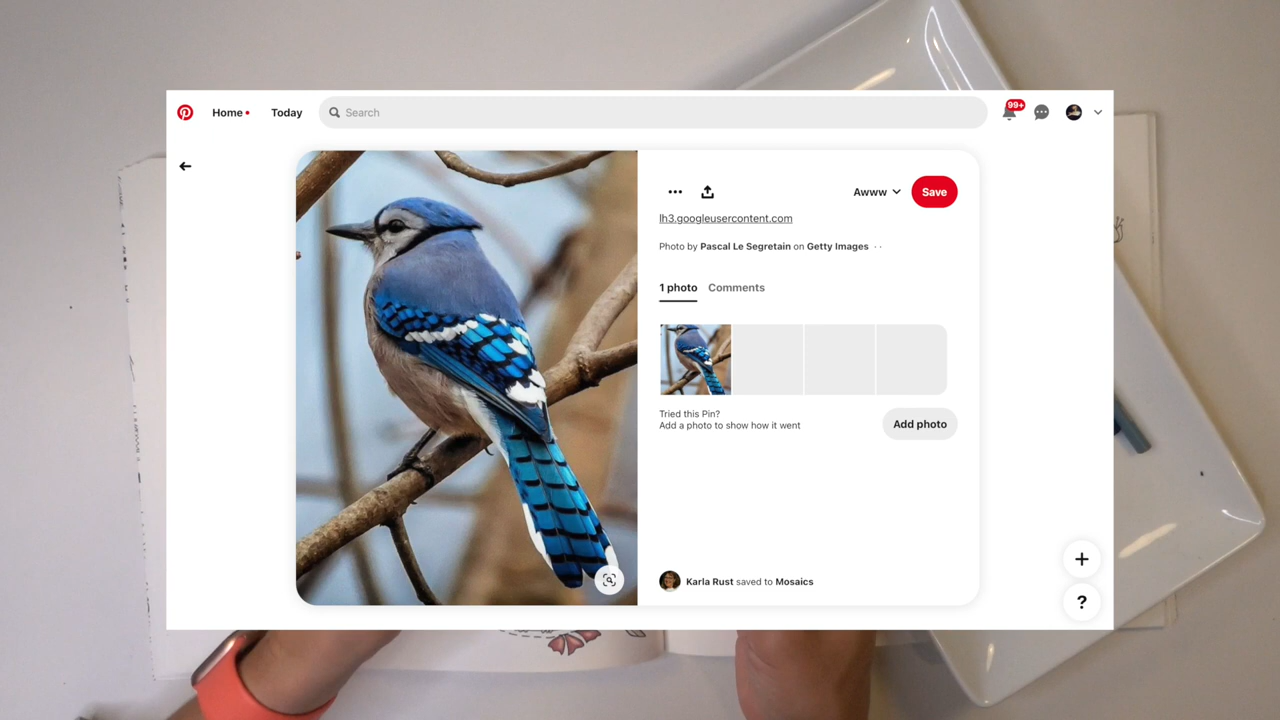 Home
Today
Search
99+
Awww
Save
lh3.googleusercontent.com
Photo by Pascal Le Segretain on Getty Images · ·
1 photo
Comments
Tried this Pin?
Add a photo to show how it went
Add photo
Karla Rust saved to Mosaics
+
?